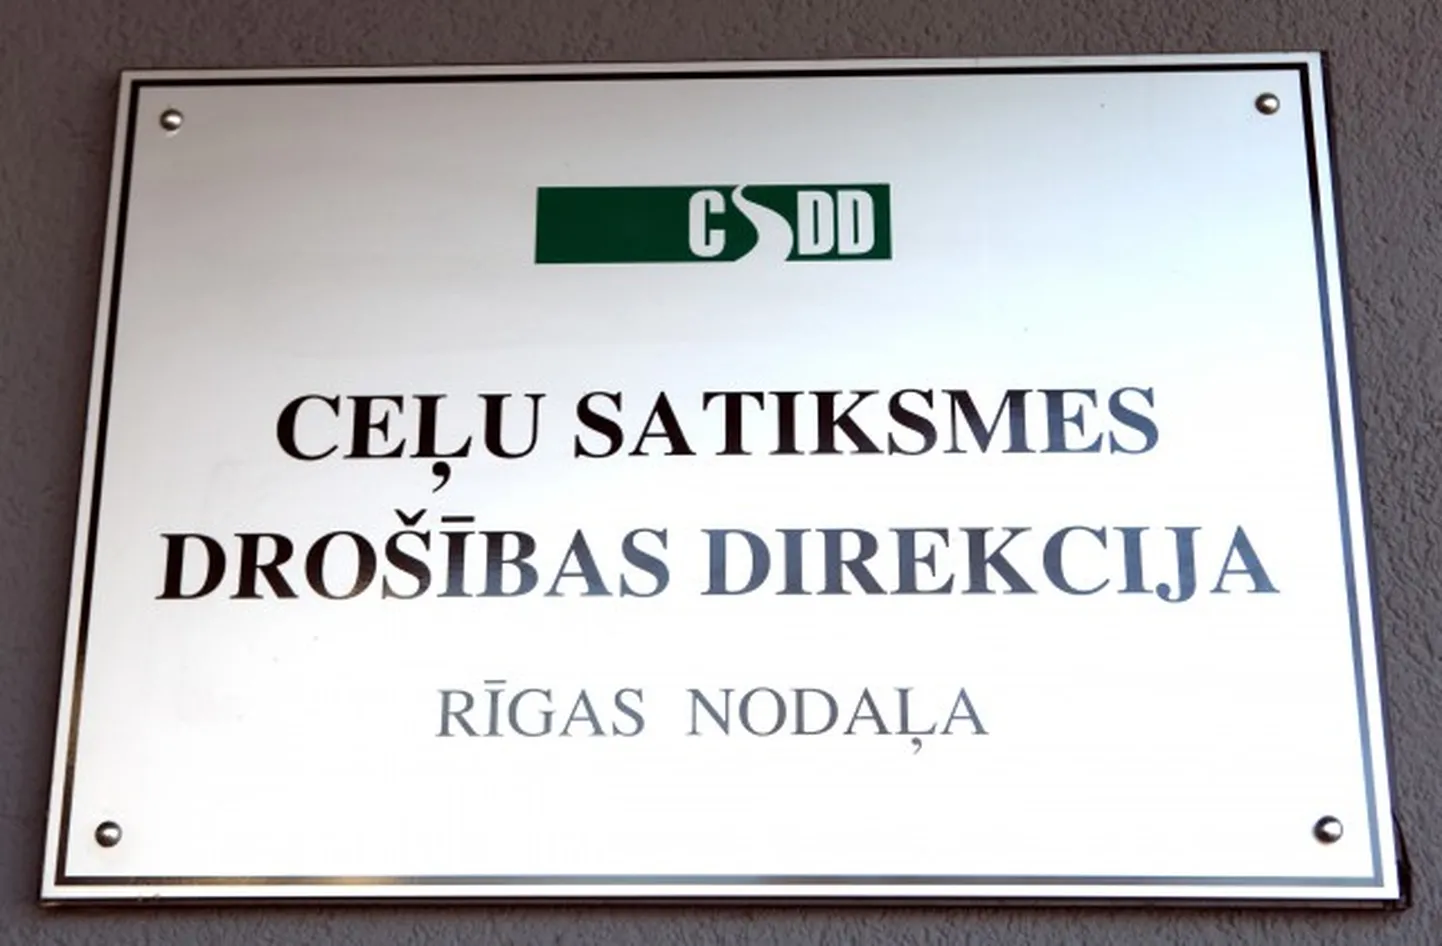 CSDD
CEĻU SATIKSMES
DROŠĪBAS DIREKCIJA
RĪGAS NODAĻA